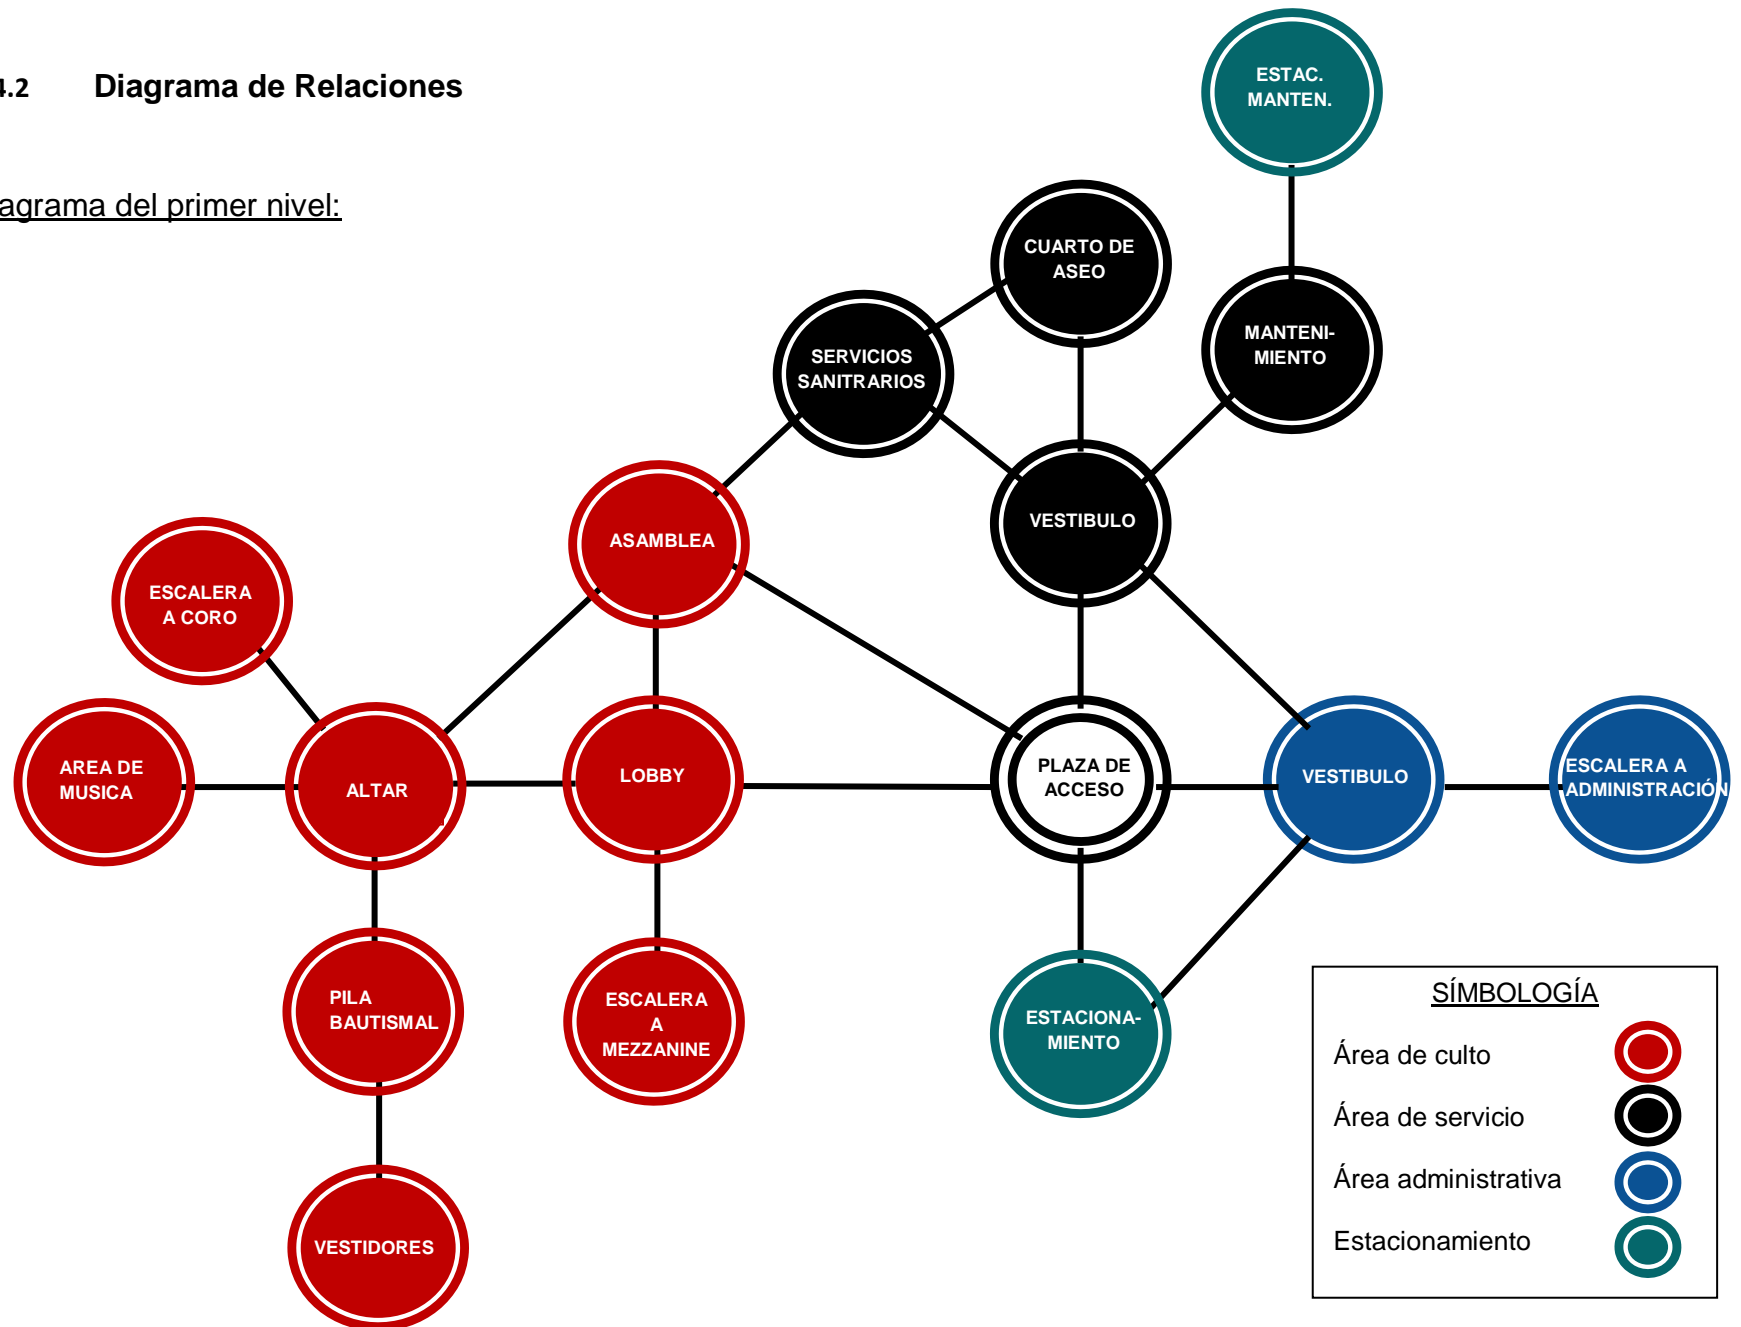 4.2 Diagrama de Relaciones
agrama del primer nivel:
ESTAC.
MANTEN.
CUARTO DE
ASEO
MANTENI-
MIENTO
SERVICIOS
SANITRARIOS
VESTIBULO
ASAMBLEA
ESCALERA
A CORO
AREA DE
MUSICA
ALTAR
LOBBY
PLAZA DE
ACCESO
VESTIBULO
ESCALERA A
ADMINISTRACIÓN
PILA
BAUTISMAL
ESCALERA
A
MEZZANINE
ESTACIONA-
MIENTO
VESTIDORES
SÍMBOLOGÍA
Área de culto
Área de servicio
Área administrativa
Estacionamiento